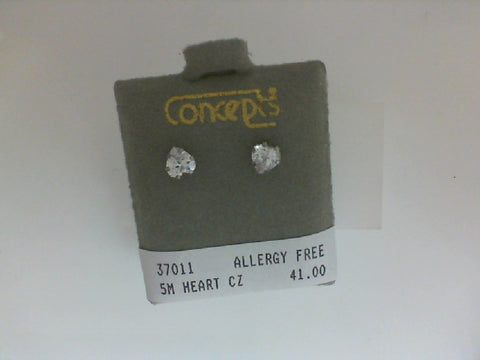 Concepts
37011 ALLERGY FREE
5M HEART CZ 41.00